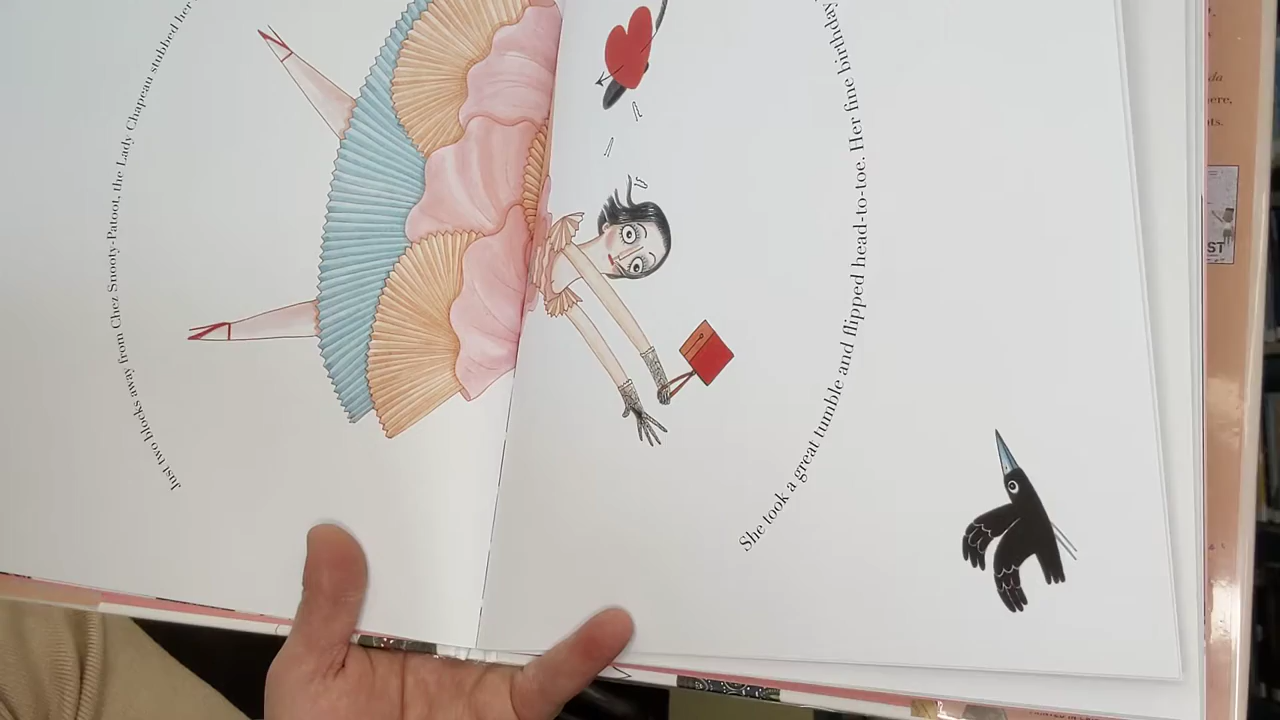 Just two blocks away from Chez Snooty-Patoot, the Lady Chapeau stubbed her
She took a great tumble and flipped head-to-toe. Her fine birthday